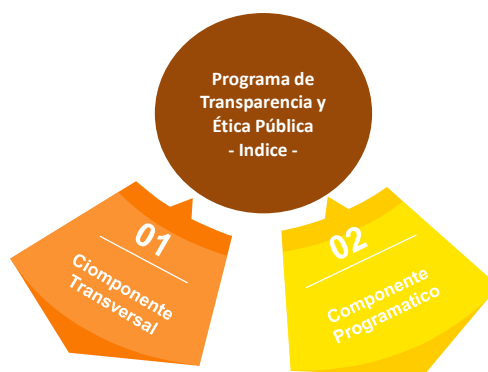 Programa de
Transparencia y
Ética Pública
- Indice -
01
Ciomponente
Transversal
02
Componente
Programatico